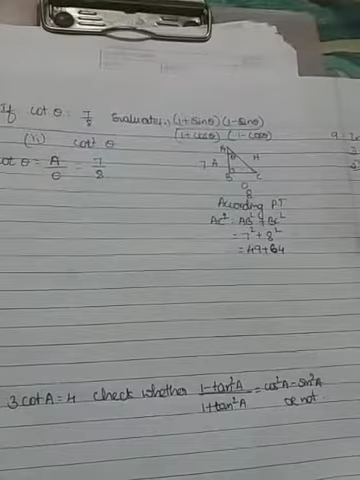 If cot θ = 7/8 Evaluate i) (1+sinθ)(1-sinθ)
(1+cosθ)(1-cosθ)
(ii) cot² θ
cot θ = A/θ = 7/8
A
θ
7 A
H
B
C
O
8
According P.T
AC² = AB² + BC²
= 7² + 8²
= 49+64
3 cot A = 4 check whether 1-tan²A/1+tan²A = cos²A - sin²A
or not.